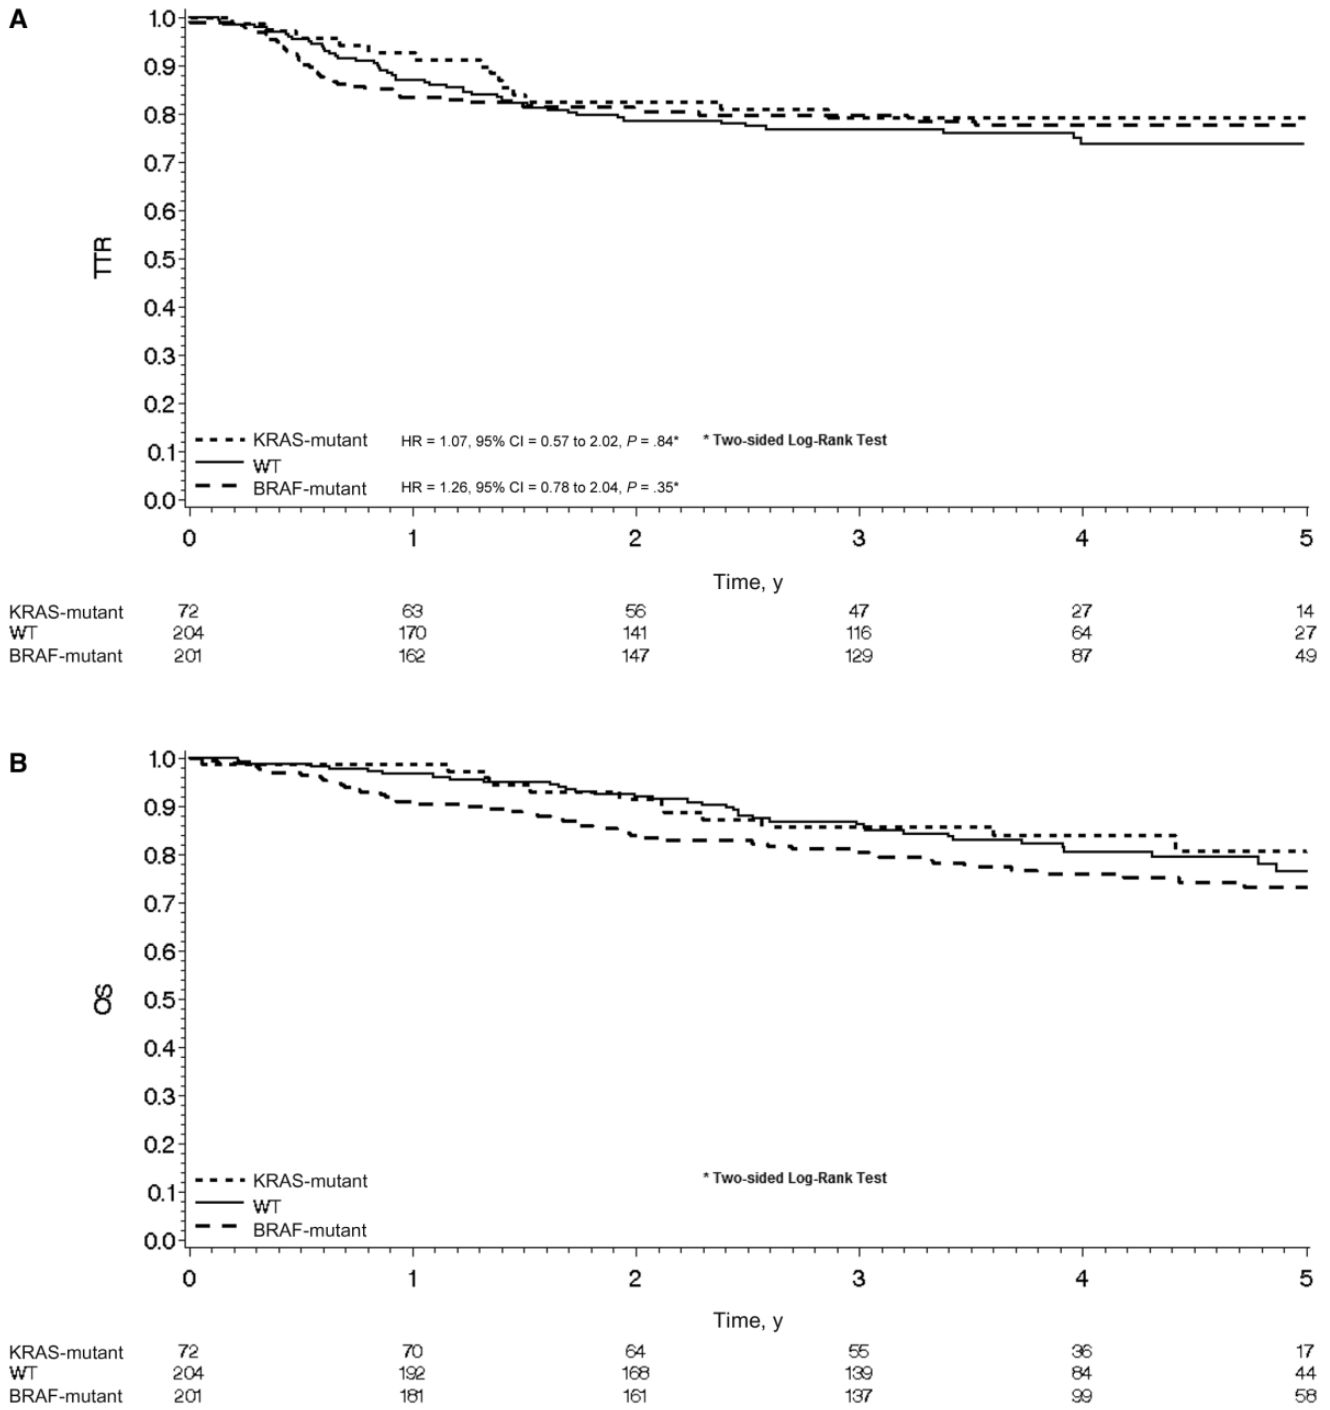 A
1.0
0.9
0.8
0.7
0.6
0.5
0.4
0.3
0.2
0.1
0.0
TTR
KRAS-mutant HR = 1.07, 95% CI = 0.57 to 2.02, P = .84* * Two-sided Log-Rank Test
WT
BRAF-mutant HR = 1.26, 95% CI = 0.78 to 2.04, P = .35*
0 1 2 3 4 5
Time, y
KRAS-mutant 72 63 56 47 27 14
WT 204 170 141 116 64 27
BRAF-mutant 201 162 147 129 87 49
B
1.0
0.9
0.8
0.7
0.6
0.5
0.4
0.3
0.2
0.1
0.0
OS
KRAS-mutant * Two-sided Log-Rank Test
WT
BRAF-mutant
0 1 2 3 4 5
Time, y
KRAS-mutant 72 70 64 55 36 17
WT 204 192 168 139 84 44
BRAF-mutant 201 181 161 137 99 58